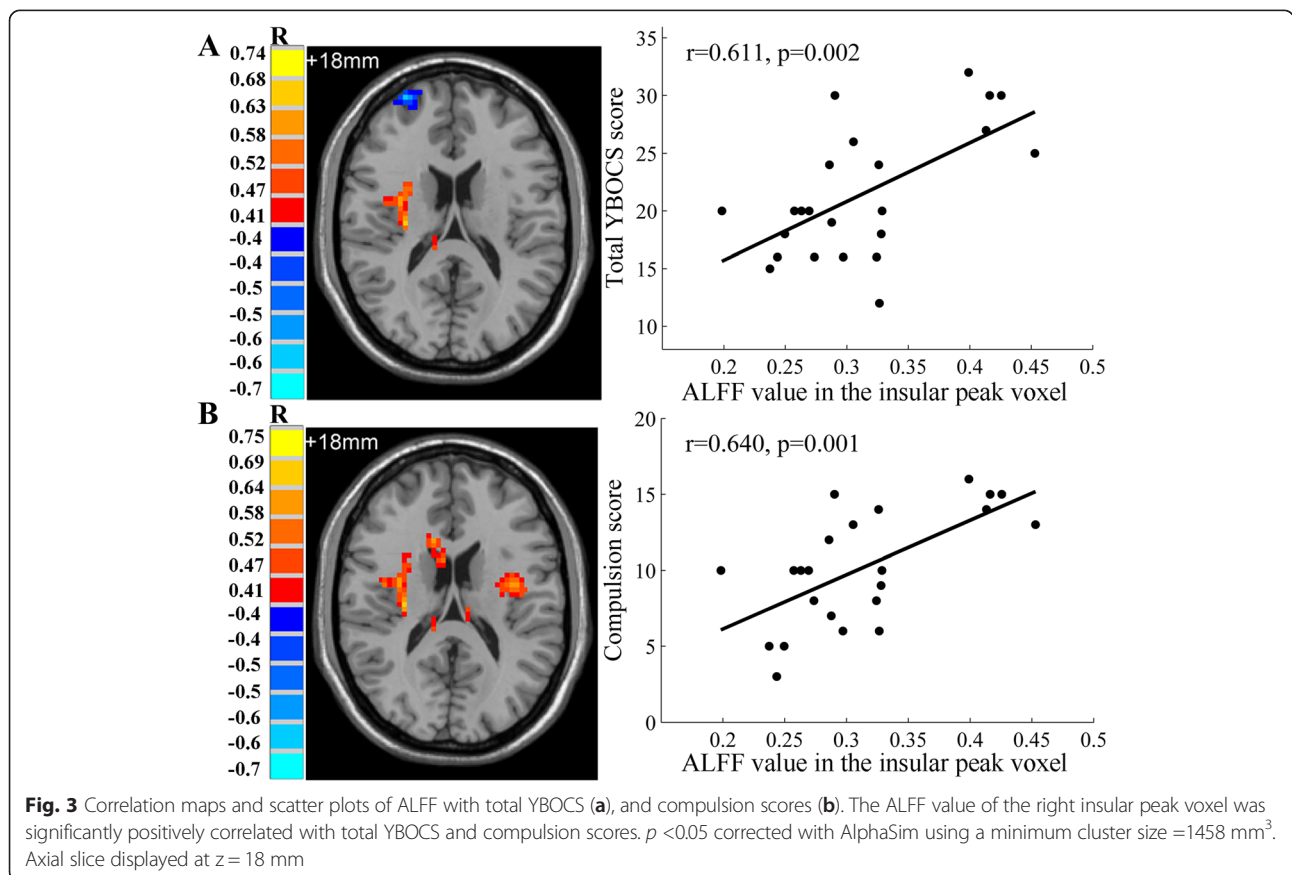 A
R
0.74
0.68
0.63
0.58
0.52
0.47
0.41
-0.4
-0.4
-0.5
-0.5
-0.6
-0.6
-0.7
+18mm
r=0.611, p=0.002
Total YBOCS score
30
25
20
15
10
0.2 0.25 0.3 0.35 0.4 0.45 0.5
ALFF value in the insular peak voxel
B
R
0.75
0.69
0.64
0.58
0.52
0.47
0.41
-0.4
-0.4
-0.5
-0.5
-0.6
-0.6
-0.7
+18mm
r=0.640, p=0.001
Compulsion score
20
15
10
5
0
0.2 0.25 0.3 0.35 0.4 0.45 0.5
ALFF value in the insular peak voxel
Fig. 3 Correlation maps and scatter plots of ALFF with total YBOCS (a), and compulsion scores (b). The ALFF value of the right insular peak voxel was
significantly positively correlated with total YBOCS and compulsion scores. p <0.05 corrected with AlphaSim using a minimum cluster size =1458 mm³.
Axial slice displayed at z = 18 mm